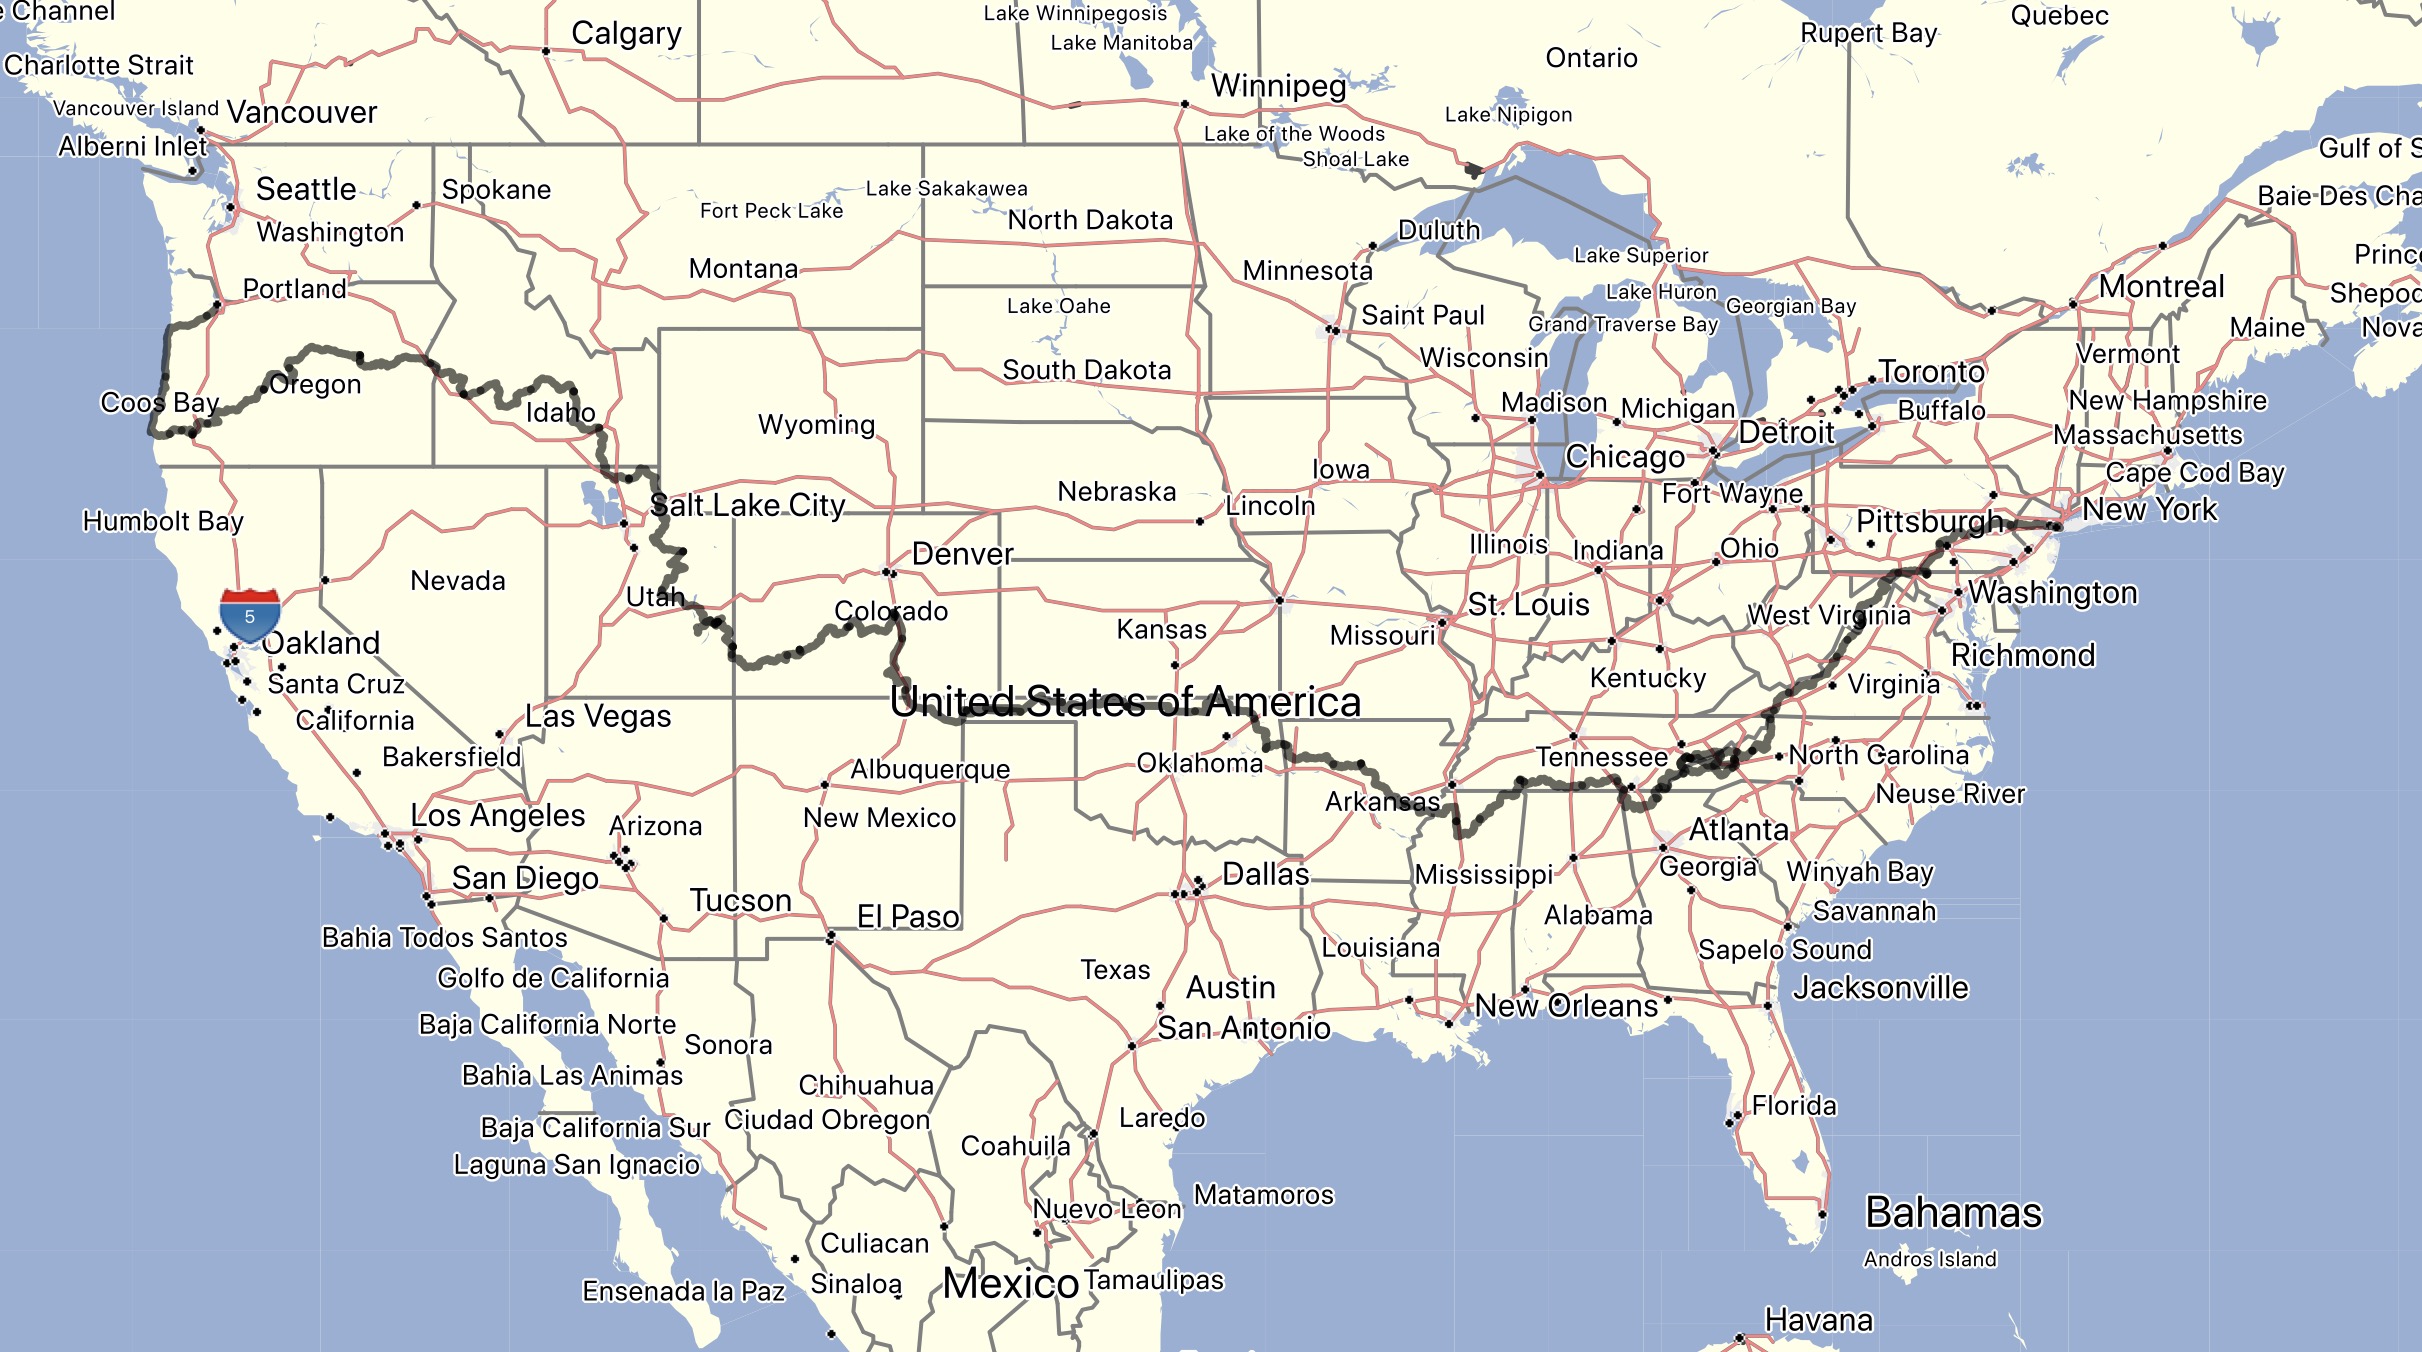 e Channel
Calgary
Lake Winnipegosis
Lake Manitoba
Quebec
Rupert Bay
Ontario
Charlotte Strait
Winnipeg
Vancouver Island
Vancouver
Lake Nipigon
Lake of the Woods
Alberni Inlet
Shoal Lake
Gulf of S
Seattle
Spokane
Lake Sakakawea
Baie Des Cha
Fort Peck Lake
North Dakota
Washington
Duluth
Lake Superior
Princ
Montana
Minnesota
Portland
Lake Huron
Montreal
Shepod
Lake Oahe
Georgian Bay
Saint Paul
Grand Traverse Bay
Maine
Nova
Wisconsin
Vermont
South Dakota
Toronto
Oregon
Coos Bay
Idaho
Wyoming
Madison
Michigan
Buffalo
New Hampshire
Detroit
Massachusetts
Chicago
Iowa
Cape Cod Bay
Nebraska
Fort Wayne
Salt Lake City
Lincoln
New York
Humbolt Bay
Pittsburgh
Illinois
Indiana
Ohio
Denver
Nevada
Utah
Washington
Colorado
St. Louis
5
West Virginia
Kansas
Missouri
Oakland
Richmond
Santa Cruz
Kentucky
Virginia
United States of America
California
Las Vegas
Bakersfield
Tennessee
North Carolina
Oklahoma
Albuquerque
Neuse River
Arkansas
Los Angeles
New Mexico
Arizona
Atlanta
Georgia
San Diego
Dallas
Mississippi
Winyah Bay
Tucson
El Paso
Savannah
Alabama
Bahia Todos Santos
Louisiana
Sapelo Sound
Texas
Golfo de California
Austin
Jacksonville
New Orleans
Baja California Norte
San Antonio
Sonora
Bahia Las Animas
Chihuahua
Florida
Laredo
Ciudad Obregon
Baja California Sur
Coahuila
Laguna San Ignacio
Matamoros
Nuevo Leon
Bahamas
Culiacan
Andros Island
Mexico
Tamaulipas
Sinaloa
Ensenada la Paz
Havana